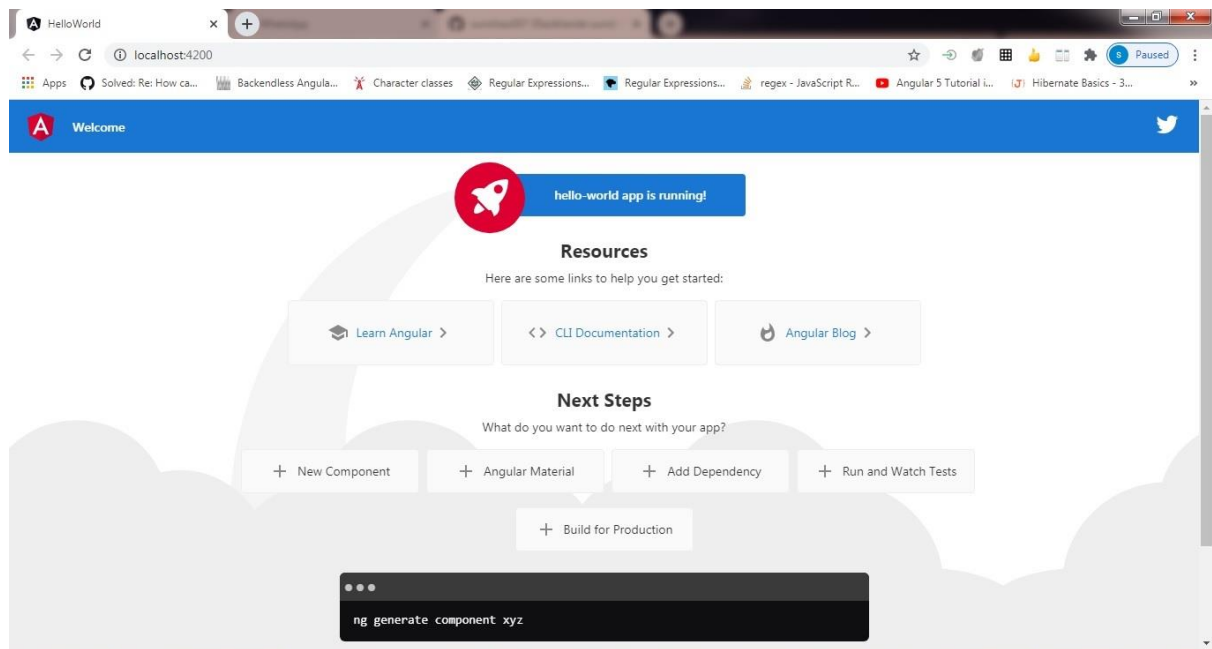 HelloWorld
localhost:4200
Paused
Apps
Solved: Re: How ca...
Backendless Angula...
Character classes
Regular Expressions...
Regular Expressions...
regex - JavaScript R...
Angular 5 Tutorial i...
Hibernate Basics - 3...
Welcome
hello-world app is running!
Resources
Here are some links to help you get started:
Learn Angular
CLI Documentation
Angular Blog
Next Steps
What do you want to do next with your app?
New Component
Angular Material
Add Dependency
Run and Watch Tests
Build for Production
ng generate component xyz